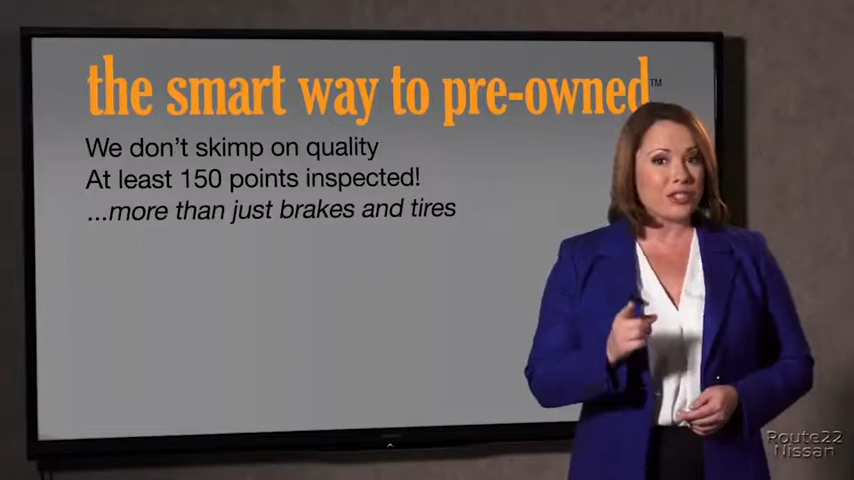 the smart way to pre-owned™
We don't skimp on quality
At least 150 points inspected!
...more than just brakes and tires
Route22
Nissan